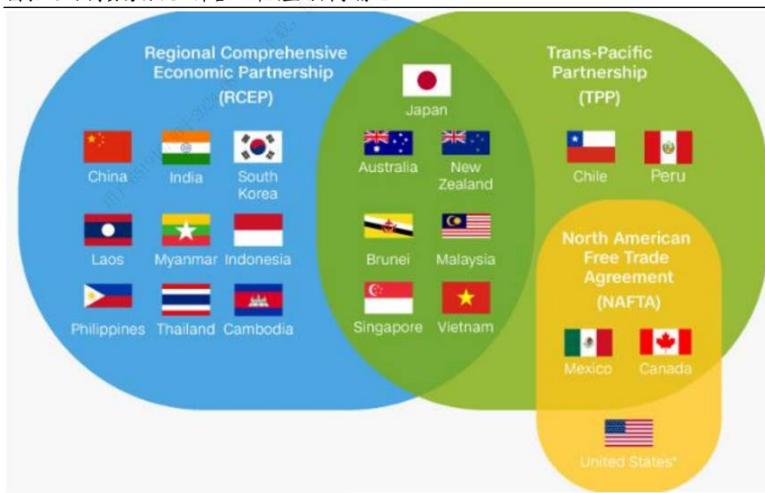 Regional Comprehensive
Economic Partnership
(RCEP)
Trans-Pacific
Partnership
(TPP)
Japan
China
India
South
Korea
Australia
New
Zealand
Chile
Peru
Laos
Myanmar
Indonesia
Brunei
Malaysia
North American
Free Trade
Agreement
(NAFTA)
Philippines
Thailand
Cambodia
Singapore
Vietnam
Mexico
Canada
United States*